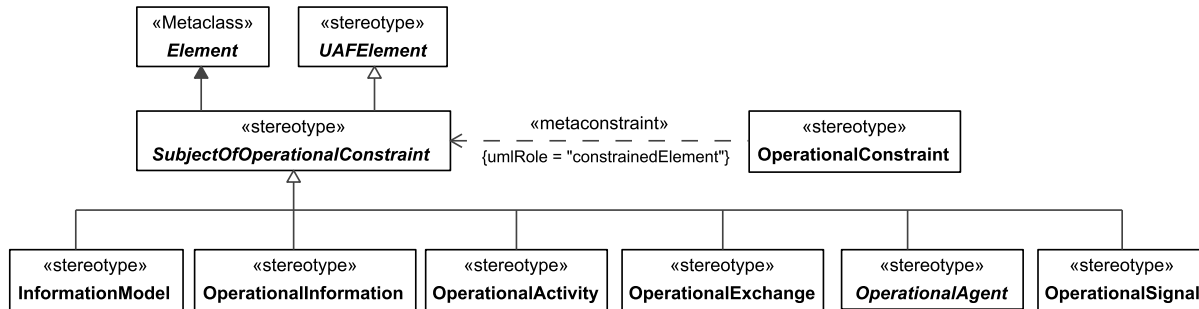 «Metaclass»
Element
«stereotype»
UAFElement
«stereotype»
SubjectOfOperationalConstraint
«metaconstraint»
{umlRole = "constrainedElement"}
«stereotype»
OperationalConstraint
«stereotype»
InformationModel
«stereotype»
OperationalInformation
«stereotype»
OperationalActivity
«stereotype»
OperationalExchange
«stereotype»
OperationalAgent
«stereotype»
OperationalSignal